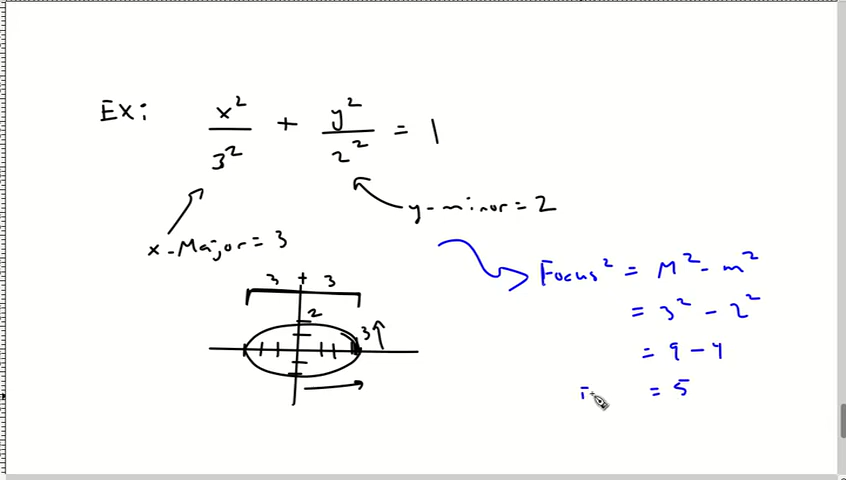 Ex: x²/3² + y²/2² = 1
y-minor = 2
x-Major = 3
Focus² = M² - m²
3 + 3
= 3² - 2²
2
3
= 9 - 4
= 5